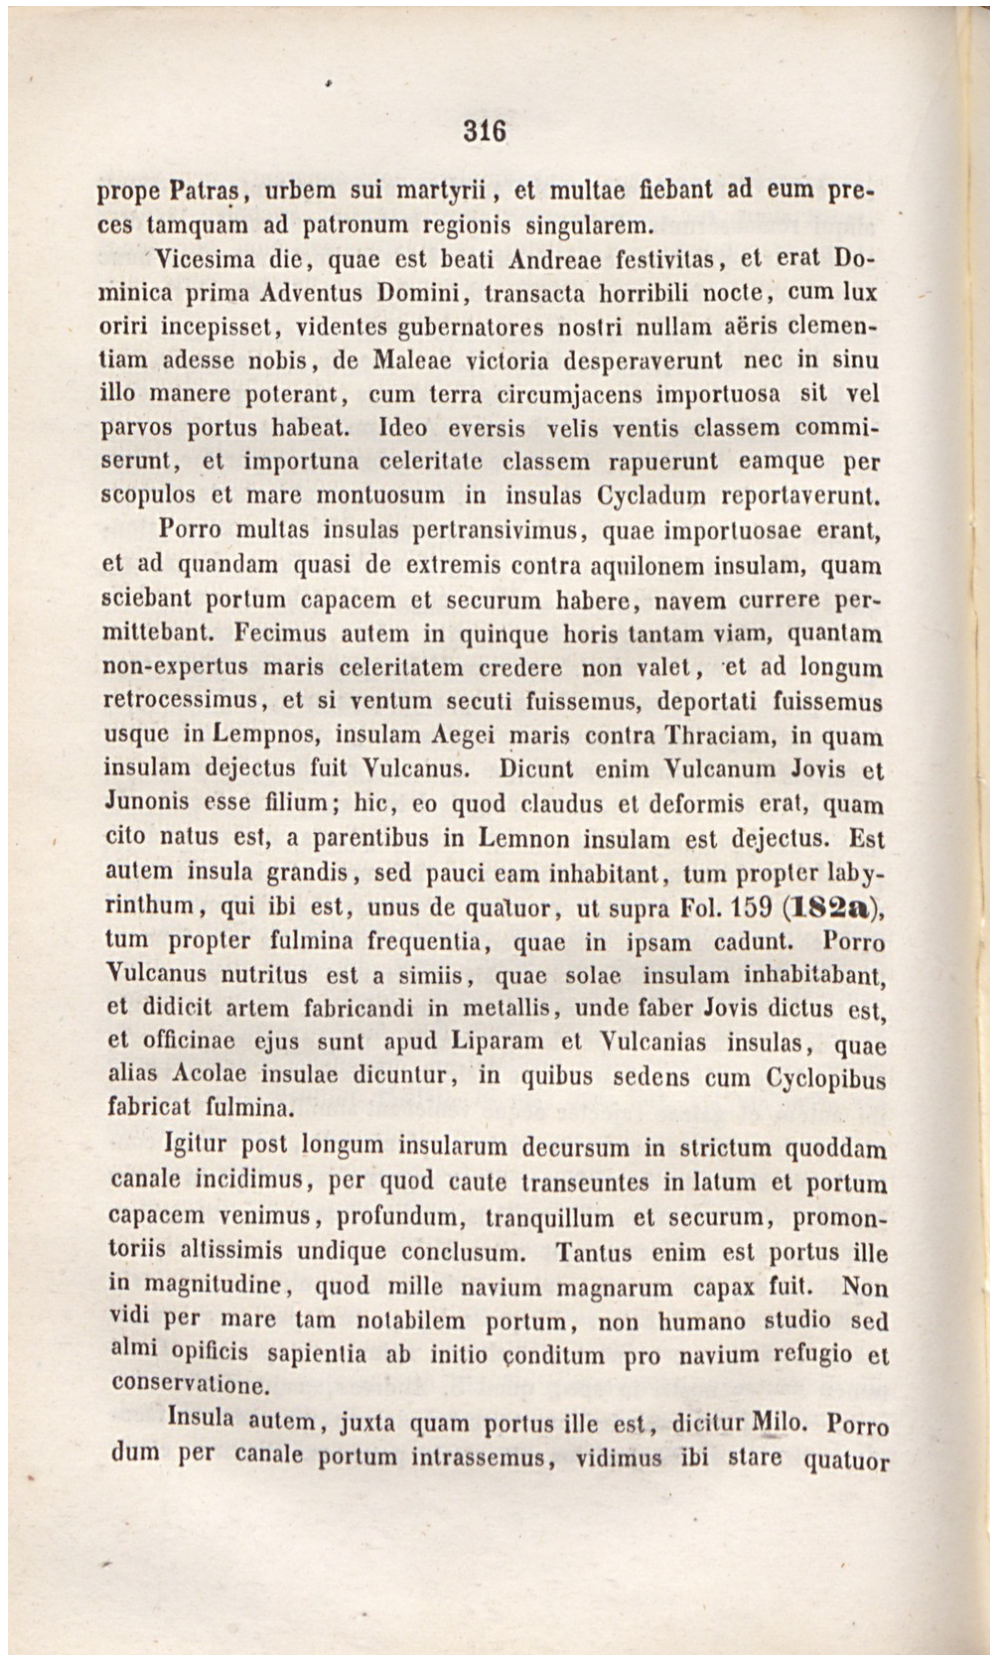 316
prope Patras, urbem sui martyrii, et multae fiebant ad eum pre-
ces tamquam ad patronum regionis singularem.
Vicesima die, quae est beati Andreae festivitas, et erat Do-
minica prima Adventus Domini, transacta horribili nocte, cum lux
oriri incepisset, videntes gubernatores nostri nullam aëris clemen-
tiam adesse nobis, de Maleae victoria desperaverunt nec in sinu
illo manere poterant, cum terra circumjacens importuosa sit vel
parvos portus habeat. Ideo eversis velis ventis classem commi-
serunt, et importuna celeritate classem rapuerunt eamque per
scopulos et mare montuosum in insulas Cycladum reportaverunt.
Porro multas insulas pertransivimus, quae importuosae erant,
et ad quandam quasi de extremis contra aquilonem insulam, quam
sciebant portum capacem et securum habere, navem currere per-
mittebant. Fecimus autem in quinque horis tantam viam, quantam
non-expertus maris celeritatem credere non valet, et ad longum
retrocessimus, et si ventum secuti fuissemus, deportati fuissemus
usque in Lempnos, insulam Aegei maris contra Thraciam, in quam
insulam dejectus fuit Vulcanus. Dicunt enim Vulcanum Jovis et
Junonis esse filium; hic, eo quod claudus et deformis erat, quam
cito natus est, a parentibus in Lemnon insulam est dejectus. Est
autem insula grandis, sed pauci eam inhabitant, tum propter laby-
rinthum, qui ibi est, unus de quatuor, ut supra Fol. 159 (182a),
tum propter fulmina frequentia, quae in ipsam cadunt. Porro
Vulcanus nutritus est a simiis, quae solae insulam inhabitabant,
et didicit artem fabricandi in metallis, unde faber Jovis dictus est,
et officinae ejus sunt apud Liparam et Vulcanias insulas, quae
alias Acolae insulae dicuntur, in quibus sedens cum Cyclopibus
fabricat fulmina.
Igitur post longum insularum decursum in strictum quoddam
canale incidimus, per quod caute transeuntes in latum et portum
capacem venimus, profundum, tranquillum et securum, promon-
toriis altissimis undique conclusum. Tantus enim est portus ille
in magnitudine, quod mille navium magnarum capax fuit. Non
vidi per mare tam notabilem portum, non humano studio sed
almi opificis sapientia ab initio conditum pro navium refugio et
conservatione.
Insula autem, juxta quam portus ille est, dicitur Milo. Porro
dum per canale portum intrassemus, vidimus ibi stare quatuor